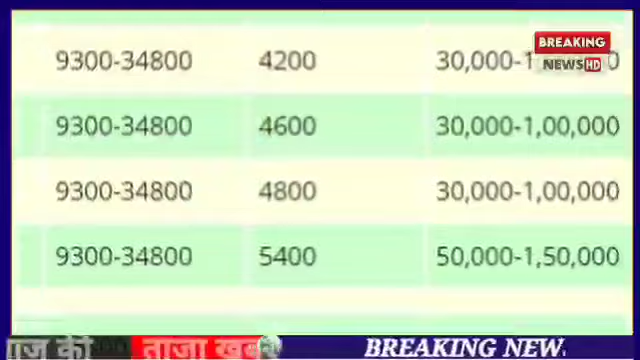 9300-34800 4200 30,000-1
BREAKING
NEWS HD
9300-34800 4600 30,000-1,00,000
9300-34800 4800 30,000-1,00,000
9300-34800 5400 50,000-1,50,000
की ताजा BREAKING NEW